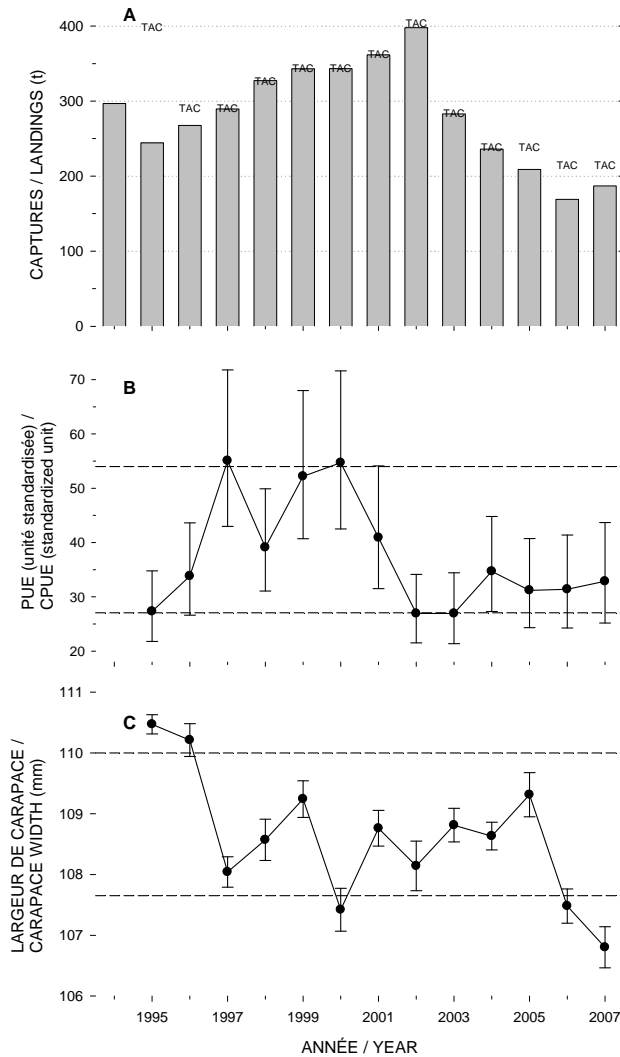 A
CAPTURES / LANDINGS (t)
400
300
200
100
0
TAC
TAC
TAC
TAC
TAC
TAC
TAC
TAC
TAC
TAC
TAC
TAC
TAC
B
PUE (unité standardisée) /
CPUE (standardized unit)
70
60
50
40
30
20
C
LARGEUR DE CARAPACE /
CARAPACE WIDTH (mm)
111
110
109
108
107
106
1995 1997 1999 2001 2003 2005 2007
ANNÉE / YEAR